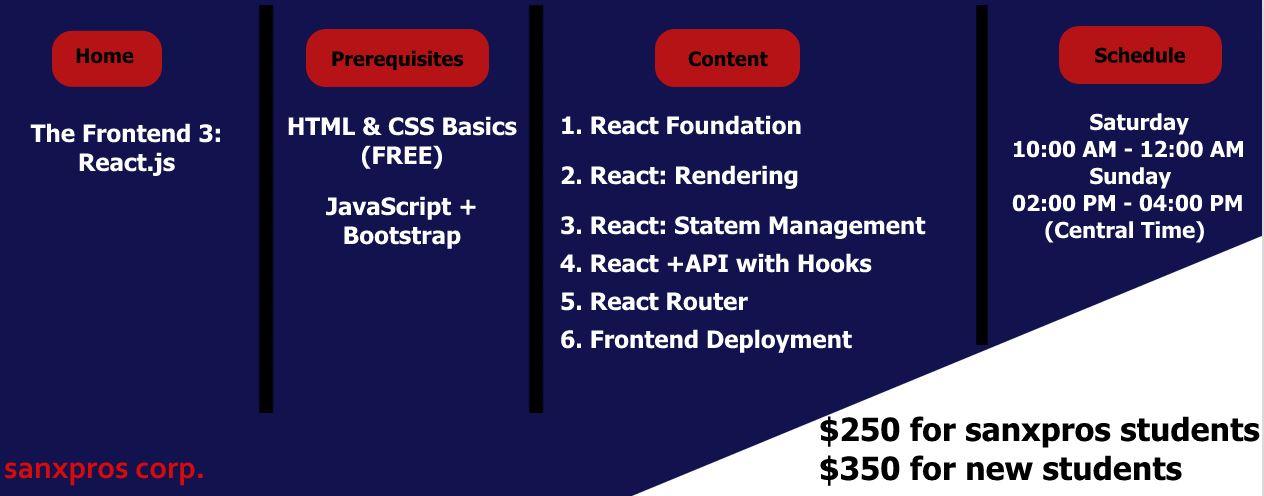 Home
The Frontend 3:
React.js
Prerequisites
HTML & CSS Basics
(FREE)
JavaScript +
Bootstrap
Content
1. React Foundation
2. React: Rendering
3. React: Statem Management
4. React +API with Hooks
5. React Router
6. Frontend Deployment
Schedule
Saturday
10:00 AM - 12:00 AM
Sunday
02:00 PM - 04:00 PM
(Central Time)
$250 for sanxpros students
$350 for new students
sanxpros corp.